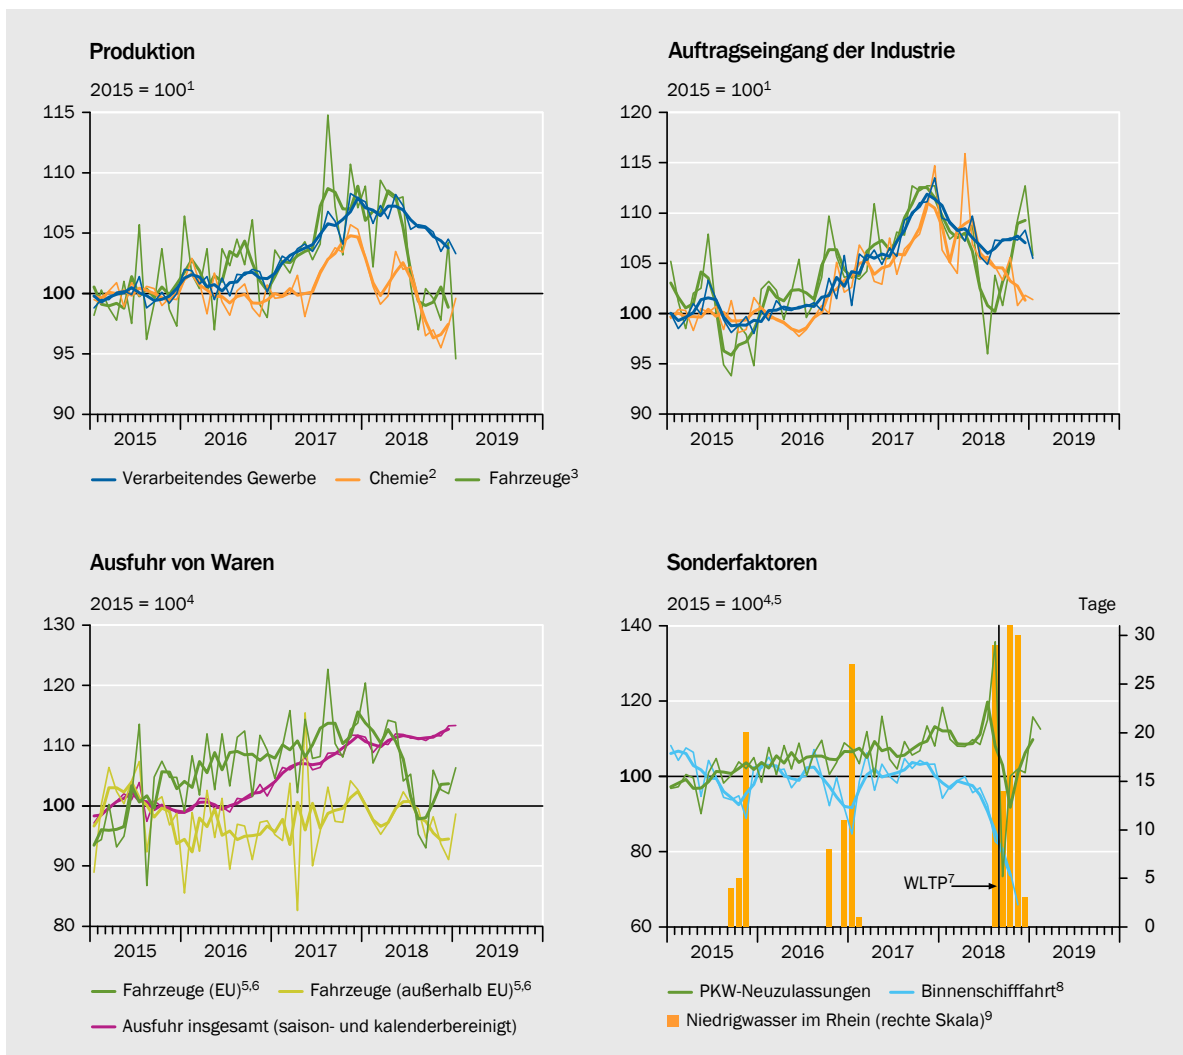 Produktion
2015 = 100¹
115
110
105
100
95
90
2015 2016 2017 2018 2019
Verarbeitendes Gewerbe Chemie² Fahrzeuge³
Auftragseingang der Industrie
2015 = 100¹
120
115
110
105
100
95
90
2015 2016 2017 2018 2019
Ausfuhr von Waren
2015 = 100⁴
130
120
110
100
90
80
2015 2016 2017 2018 2019
Fahrzeuge (EU)⁵,⁶ Fahrzeuge (außerhalb EU)⁵,⁶
Ausfuhr insgesamt (saison- und kalenderbereinigt)
Sonderfaktoren
2015 = 100⁴,⁵ Tage
140
120
100
80
60
30
25
20
15
10
5
0
WLTP⁷
2015 2016 2017 2018 2019
PKW-Neuzulassungen Binnenschifffahrt⁸
Niedrigwasser im Rhein (rechte Skala)⁹